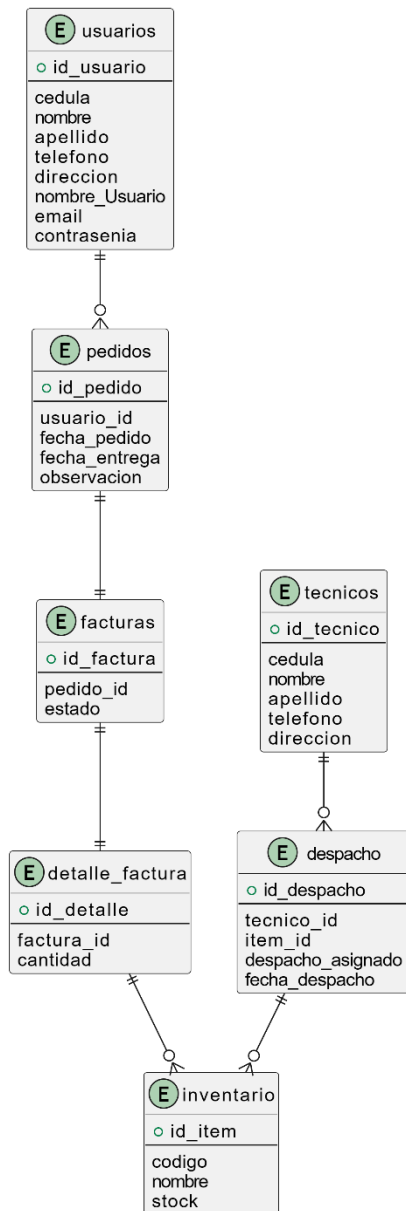 E usuarios
id_usuario
cedula
nombre
apellido
telefono
direccion
nombre_Usuario
email
contrasenia
E pedidos
id_pedido
usuario_id
fecha_pedido
fecha_entrega
observacion
E facturas
id_factura
pedido_id
estado
E tecnicos
id_tecnico
cedula
nombre
apellido
telefono
direccion
E detalle_factura
id_detalle
factura_id
cantidad
E despacho
id_despacho
tecnico_id
item_id
despacho_asignado
fecha_despacho
E inventario
id_item
codigo
nombre
stock